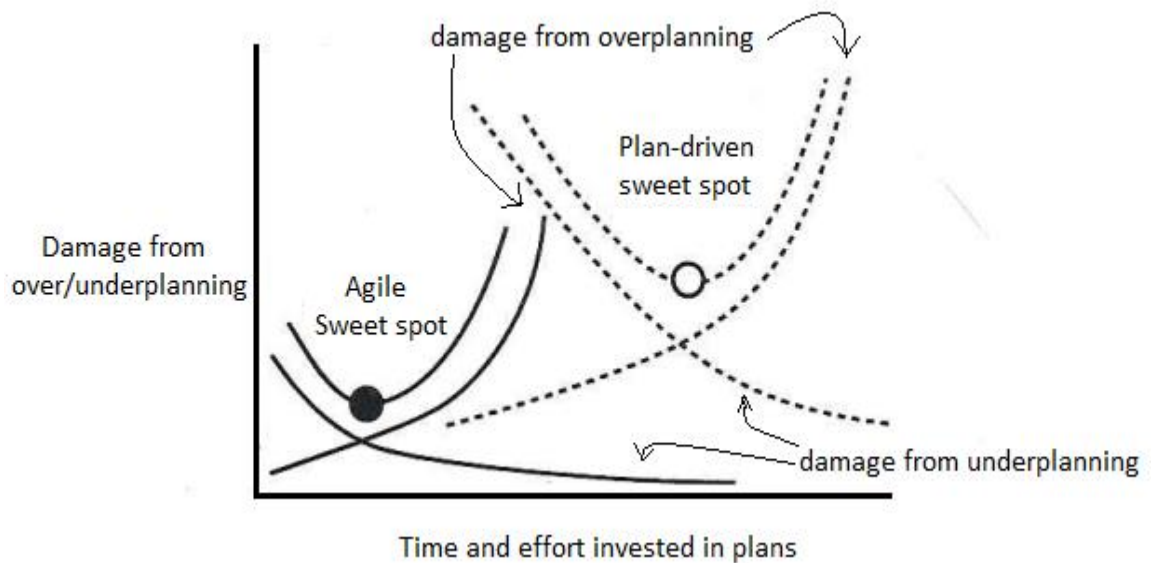 damage from overplanning
Plan-driven
sweet spot
Damage from
over/underplanning
Agile
Sweet spot
damage from underplanning
Time and effort invested in plans